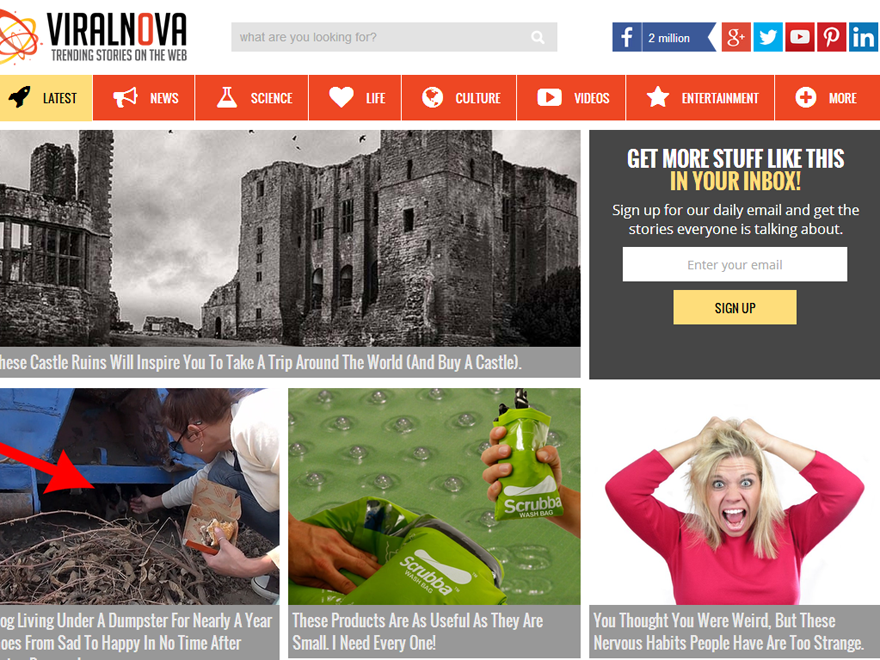 VIRALNOVA
TRENDING STORIES ON THE WEB
what are you looking for?
2 million
LATEST
NEWS
SCIENCE
LIFE
CULTURE
VIDEOS
ENTERTAINMENT
MORE
GET MORE STUFF LIKE THIS
IN YOUR INBOX!
Sign up for our daily email and get the
stories everyone is talking about.
Enter your email
SIGN UP
hese Castle Ruins Will Inspire You To Take A Trip Around The World (And Buy A Castle).
Scrubba
WASH BAG
Scrubba
WASH BAG
og Living Under A Dumpster For Nearly A Year
oes From Sad To Happy In No Time After
These Products Are As Useful As They Are
Small. I Need Every One!
You Thought You Were Weird, But These
Nervous Habits People Have Are Too Strange.